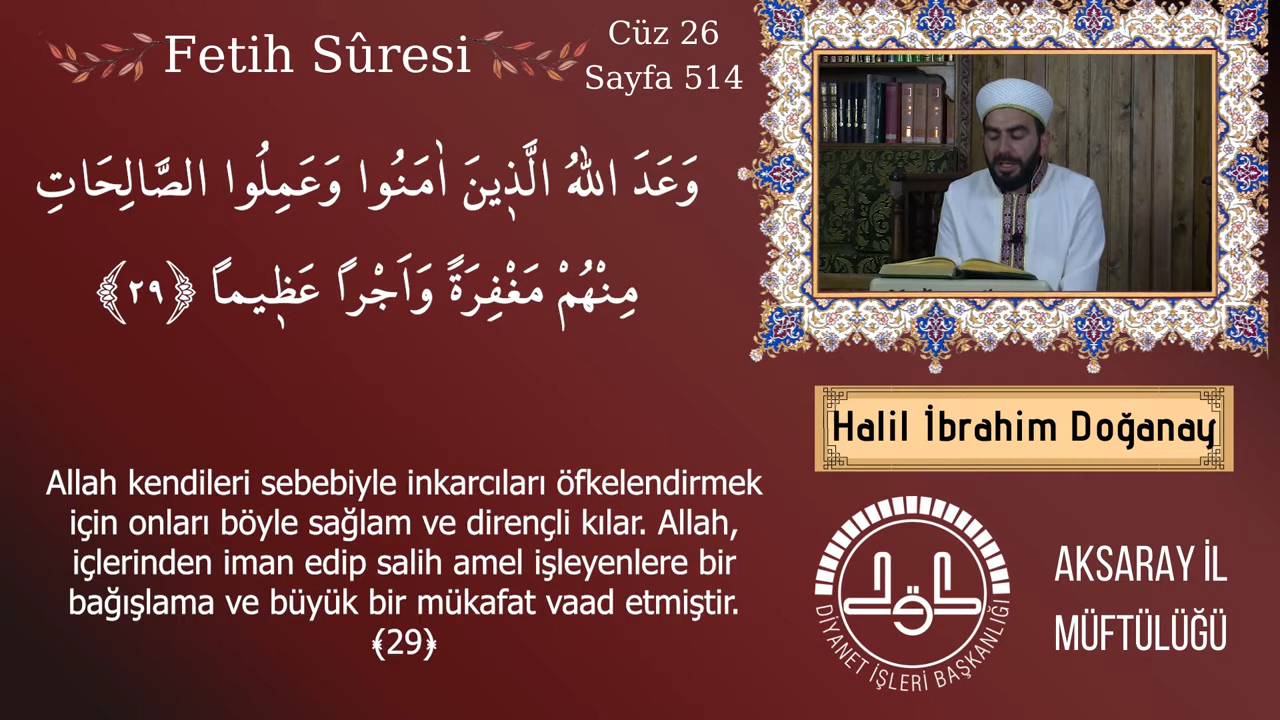 Fetih Sûresi
Cüz 26
Sayfa 514
وَعَدَ اللّٰهُ الَّذ۪ينَ اٰمَنُوا وَعَمِلُوا الصَّالِحَاتِ
مِنْهُمْ مَغْفِرَةً وَاَجْراً عَظ۪يماً ﴿٢٩﴾
Halil İbrahim Doğanay
Allah kendileri sebebiyle inkarcıları öfkelendirmek
için onları böyle sağlam ve dirençli kılar. Allah,
içlerinden iman edip salih amel işleyenlere bir
bağışlama ve büyük bir mükafat vaad etmiştir.
﴾29﴿
DİYANET İŞLERİ BAŞKANLIĞI
AKSARAY İL
MÜFTÜLÜĞÜ